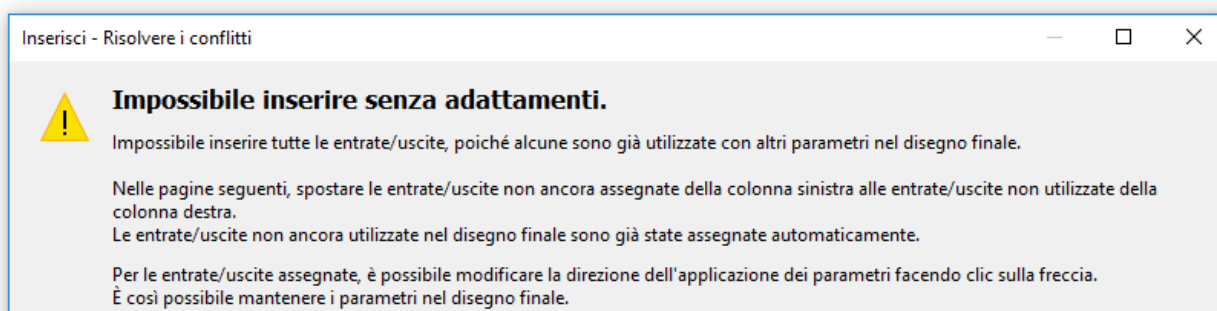 Inserisci - Risolvere i conflitti
Impossibile inserire senza adattamenti.
Impossibile inserire tutte le entrate/uscite, poiché alcune sono già utilizzate con altri parametri nel disegno finale.
Nelle pagine seguenti, spostare le entrate/uscite non ancora assegnate della colonna sinistra alle entrate/uscite non utilizzate della
colonna destra.
Le entrate/uscite non ancora utilizzate nel disegno finale sono già state assegnate automaticamente.
Per le entrate/uscite assegnate, è possibile modificare la direzione dell'applicazione dei parametri facendo clic sulla freccia.
È così possibile mantenere i parametri nel disegno finale.